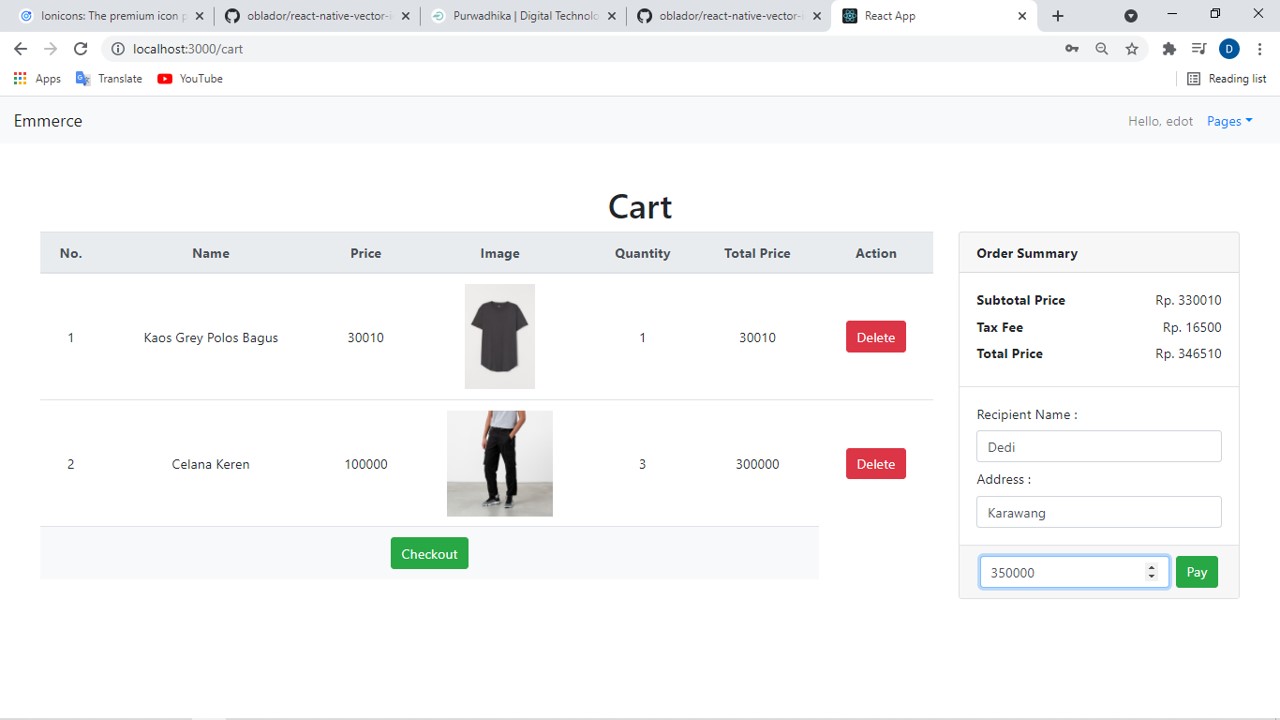 Ionicons: The premium icon p
oblador/react-native-vector-
Purwadhika | Digital Technolo
oblador/react-native-vector-
React App
localhost:3000/cart
D
Apps
Translate
YouTube
Reading list
Emmerce
Hello, edot
Pages
Cart
No. Name Price Image Quantity Total Price Action
1 Kaos Grey Polos Bagus 30010 1 30010 Delete
2 Celana Keren 100000 3 300000 Delete
Checkout
Order Summary
Subtotal Price Rp. 330010
Tax Fee Rp. 16500
Total Price Rp. 346510
Recipient Name :
Dedi
Address :
Karawang
350000 Pay